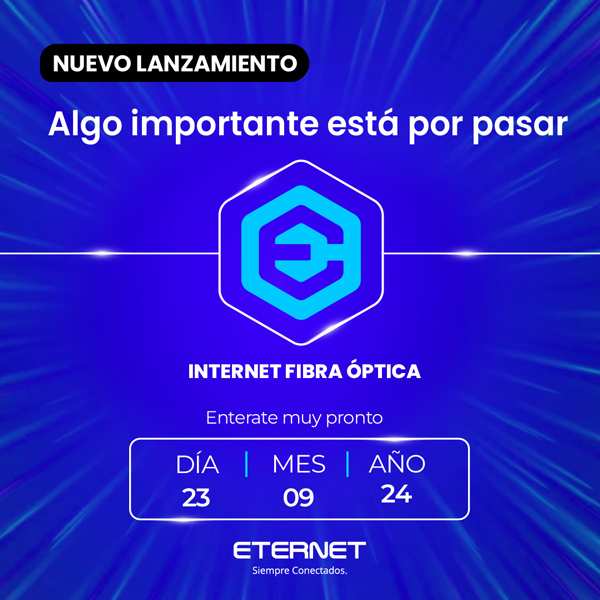 NUEVO LANZAMIENTO
Algo importante está por pasar
INTERNET FIBRA ÓPTICA
Enterate muy pronto
DÍA | MES | AÑO
23 09 24
ETERNET
Siempre Conectados.